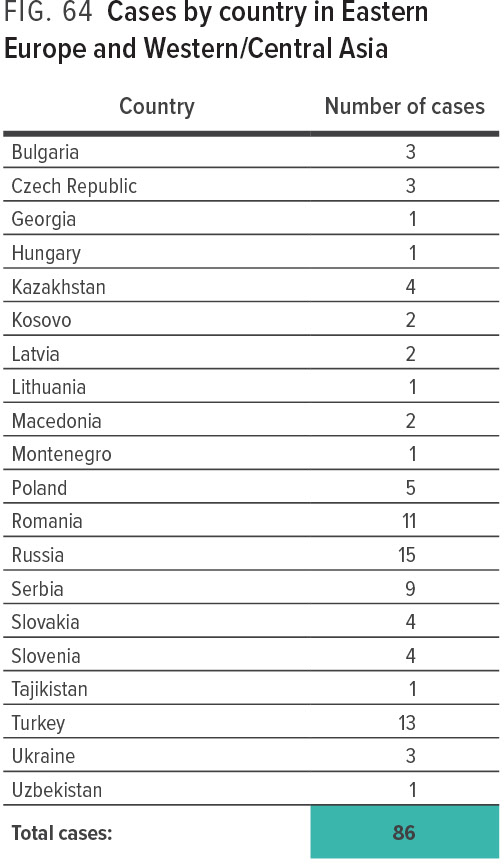 FIG. 64 Cases by country in Eastern
Europe and Western/Central Asia
Country Number of cases
Bulgaria 3
Czech Republic 3
Georgia 1
Hungary 1
Kazakhstan 4
Kosovo 2
Latvia 2
Lithuania 1
Macedonia 2
Montenegro 1
Poland 5
Romania 11
Russia 15
Serbia 9
Slovakia 4
Slovenia 4
Tajikistan 1
Turkey 13
Ukraine 3
Uzbekistan 1
Total cases: 86